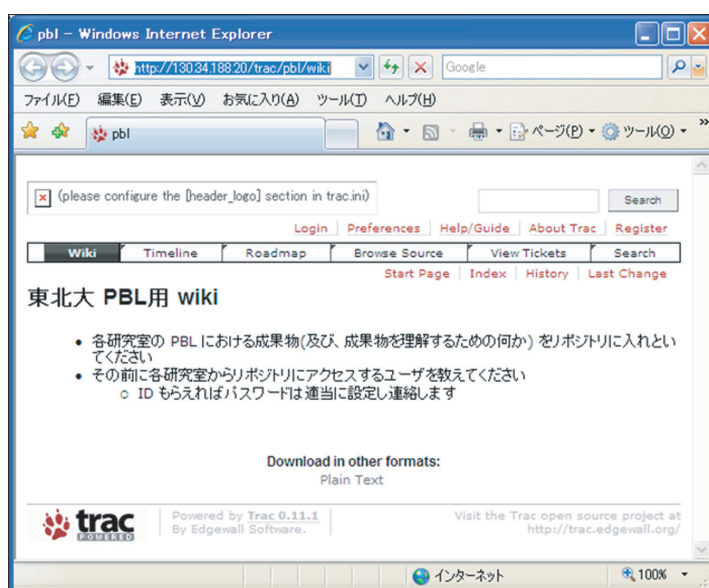 pbl - Windows Internet Explorer
http://130.34.188.20/trac/pbl/wiki
Google
ファイル(F) 編集(E) 表示(V) お気に入り(A) ツール(T) ヘルプ(H)
pbl
ページ(P) ツール(O) »
(please configure the [header_logo] section in trac.ini)
Search
Login Preferences Help/Guide About Trac Register
Wiki Timeline Roadmap Browse Source View Tickets Search
Start Page Index History Last Change
東北大 PBL用 wiki
• 各研究室の PBL における成果物(及び、成果物を理解するための何か) をリポジトリに入れとい
てください
• その前に各研究室からリポジトリにアクセスするユーザを教えてください
○ ID もらえればパスワードは適当に設定し連絡します
Download in other formats:
Plain Text
trac POWERED
Powered by Trac 0.11.1
By Edgewall Software.
Visit the Trac open source project at
http://trac.edgewall.org/
インターネット
100%